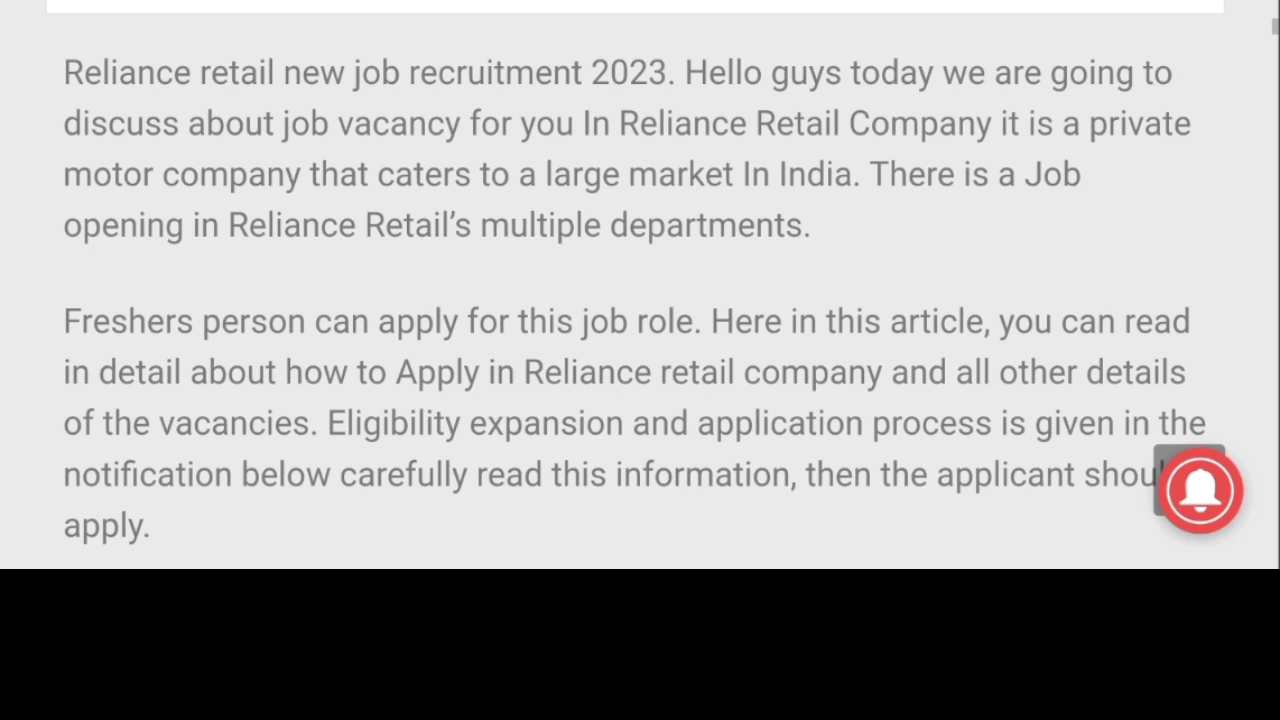 Reliance retail new job recruitment 2023. Hello guys today we are going to
discuss about job vacancy for you In Reliance Retail Company it is a private
motor company that caters to a large market In India. There is a Job
opening in Reliance Retail’s multiple departments.
Freshers person can apply for this job role. Here in this article, you can read
in detail about how to Apply in Reliance retail company and all other details
of the vacancies. Eligibility expansion and application process is given in the
notification below carefully read this information, then the applicant
apply.